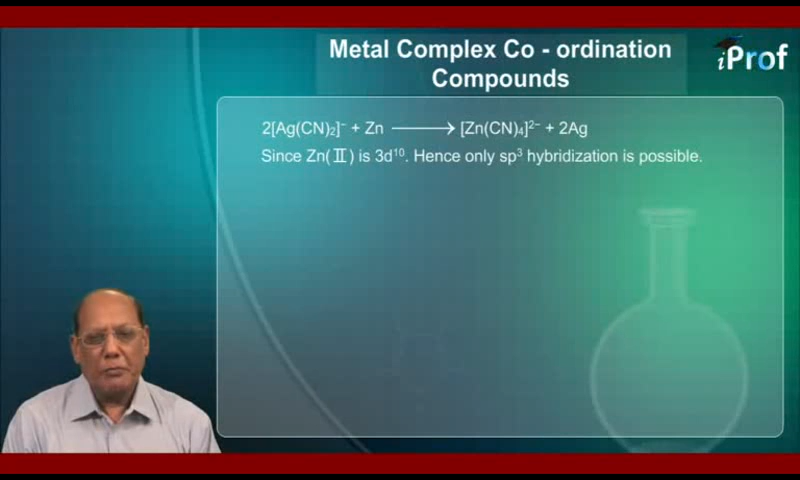 Metal Complex Co - ordination
Compounds
iProf
2[Ag(CN)₂]⁻ + Zn ⟶ [Zn(CN)₄]²⁻ + 2Ag
Since Zn(II) is 3d¹⁰. Hence only sp³ hybridization is possible.